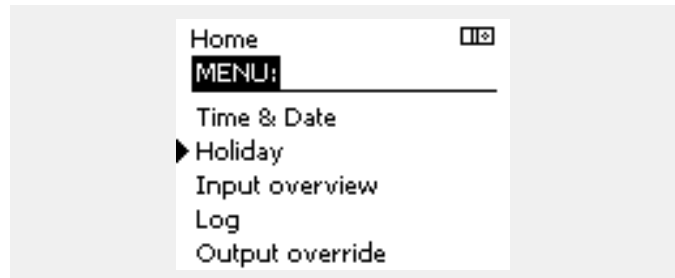 Home
MENU:
Time & Date
Holiday
Input overview
Log
Output override